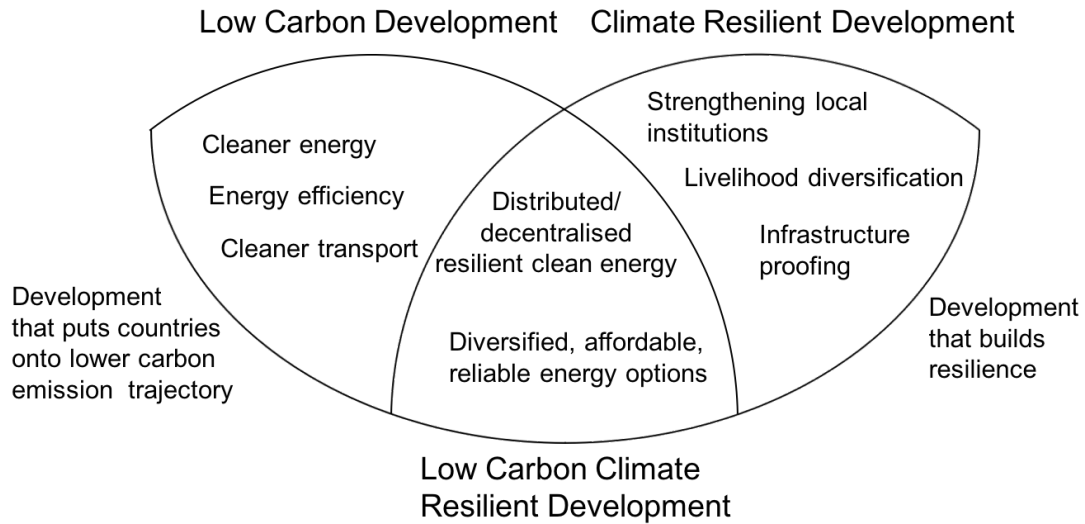 Low Carbon Development
Climate Resilient Development
Cleaner energy
Energy efficiency
Cleaner transport
Distributed/
decentralised
resilient clean energy
Diversified, affordable,
reliable energy options
Strengthening local
institutions
Livelihood diversification
Infrastructure
proofing
Development
that puts countries
onto lower carbon
emission trajectory
Development
that builds
resilience
Low Carbon Climate
Resilient Development